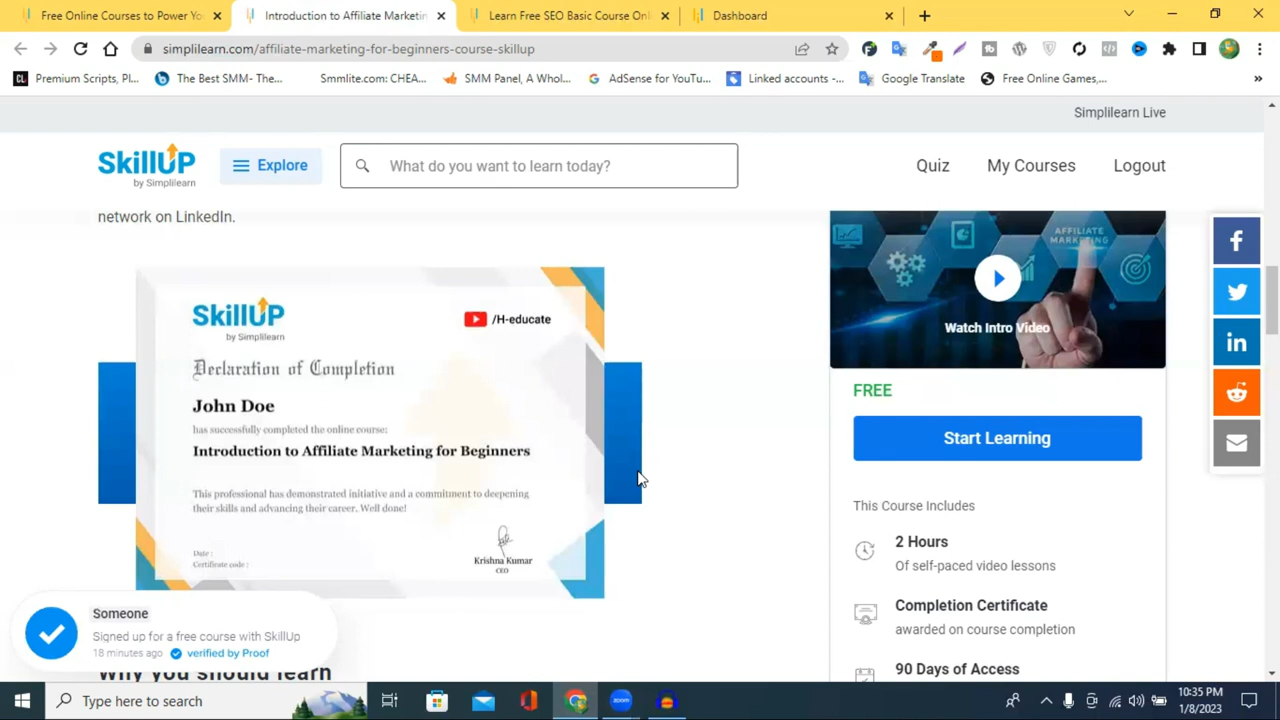 Free Online Courses to Power Yo
Introduction to Affiliate Marketin
Learn Free SEO Basic Course Onl
Dashboard
simplilearn.com/affiliate-marketing-for-beginners-course-skillup
Premium Scripts, Pl...
The Best SMM- The...
Smmlite.com: CHEA...
SMM Panel, A Whol...
AdSense for YouTu...
Linked accounts -...
Google Translate
Free Online Games,...
Simplilearn Live
SkillUP
by Simplilearn
Explore
What do you want to learn today?
Quiz
My Courses
Logout
network on LinkedIn.
SkillUP
by Simplilearn
/H-educate
Declaration of Completion
John Doe
has successfully completed the online course:
Introduction to Affiliate Marketing for Beginners
This professional has demonstrated initiative and a commitment to deepening
their skills and advancing their career. Well done!
Date :
Certificate code :
Krishna Kumar
CEO
AFFILIATE
MARKETING
Watch Intro Video
FREE
Start Learning
This Course Includes
2 Hours
Of self-paced video lessons
Completion Certificate
awarded on course completion
90 Days of Access
Someone
Signed up for a free course with SkillUp
18 minutes ago
verified by Proof
Why you should learn
Type here to search
zoom
10:35 PM
1/8/2023